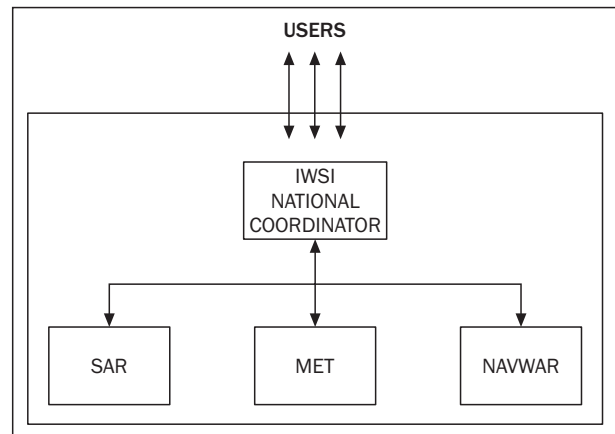 USERS
IWSI
NATIONAL
COORDINATOR
SAR
MET
NAVWAR